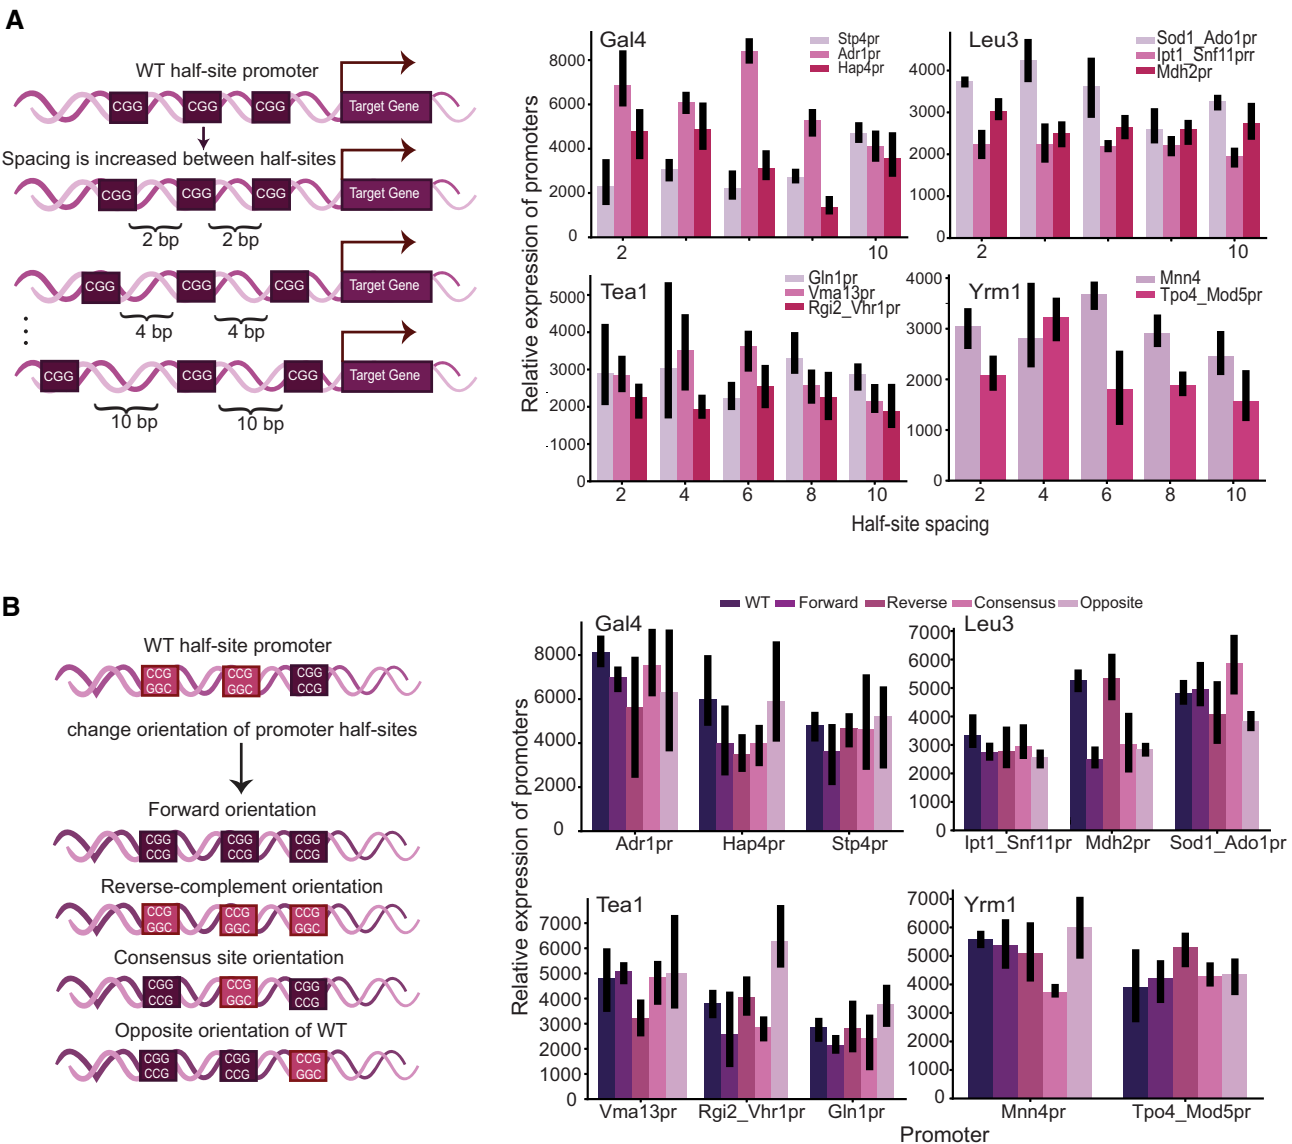 A
WT half-site promoter
CGG CGG CGG Target Gene
Spacing is increased between half-sites
CGG CGG CGG Target Gene
2 bp 2 bp
CGG CGG CGG Target Gene
4 bp 4 bp
CGG CGG CGG Target Gene
10 bp 10 bp
Relative expression of promoters
Gal4
Stp4pr
Adr1pr
Hap4pr
8000
6000
4000
2000
0
2 10
Leu3
Sod1_Ado1pr
Ipt1_Snf11prr
Mdh2pr
4000
3000
2000
1000
0
2 10
Tea1
Gln1pr
Vma13pr
Rgi2_Vhr1pr
5000
4000
3000
2000
1000
0
2 4 6 8 10
Yrm1
Mnn4
Tpo4_Mod5pr
4000
3000
2000
1000
0
2 4 6 8 10
Half-site spacing
B
WT half-site promoter
CCG CCG CGG
GGC GGC CCG
change orientation of promoter half-sites
Forward orientation
CGG CGG CGG
CCG CCG CCG
Reverse-complement orientation
CCG CCG CCG
GGC GGC GGC
Consensus site orientation
CGG CCG CGG
CCG GGC CCG
Opposite orientation of WT
CGG CGG CCG
CCG CCG GGC
WT Forward Reverse Consensus Opposite
Relative expression of promoters
Gal4
8000
6000
4000
2000
0
Adr1pr Hap4pr Stp4pr
Leu3
7000
6000
5000
4000
3000
2000
1000
0
Ipt1_Snf11pr Mdh2pr Sod1_Ado1pr
Tea1
7000
6000
5000
4000
3000
2000
1000
0
Vma13pr Rgi2_Vhr1pr Gln1pr
Yrm1
7000
6000
5000
4000
3000
2000
1000
0
Mnn4pr Tpo4_Mod5pr
Promoter